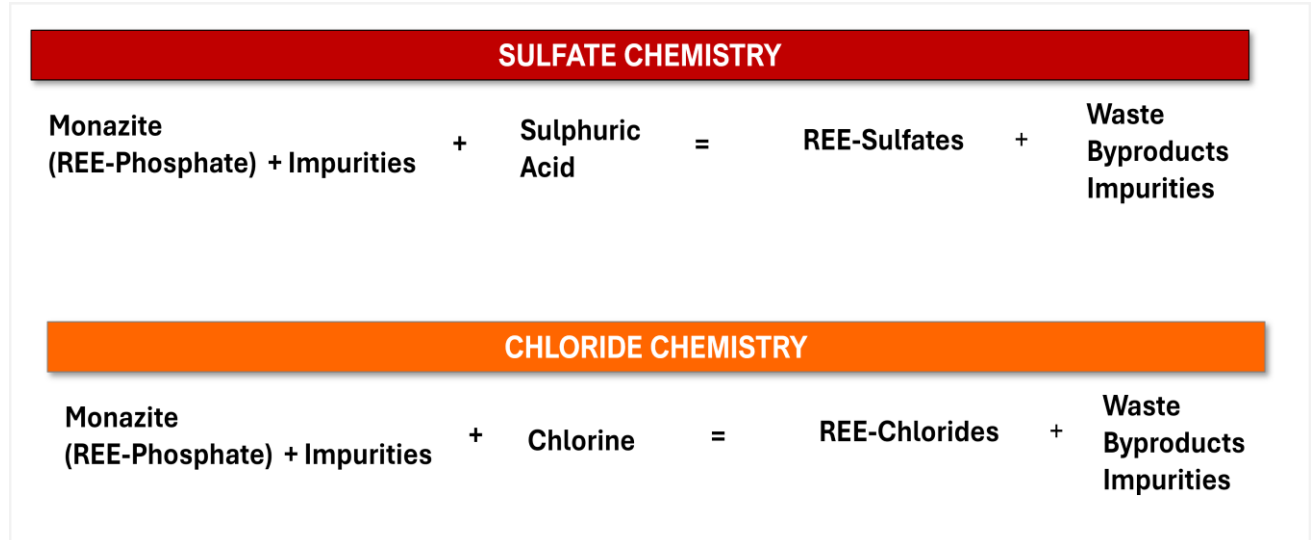 SULFATE CHEMISTRY
Monazite
(REE-Phosphate) + Impurities
+
Sulphuric
Acid
=
REE-Sulfates
+
Waste
Byproducts
Impurities
CHLORIDE CHEMISTRY
Monazite
(REE-Phosphate) + Impurities
+
Chlorine
=
REE-Chlorides
+
Waste
Byproducts
Impurities